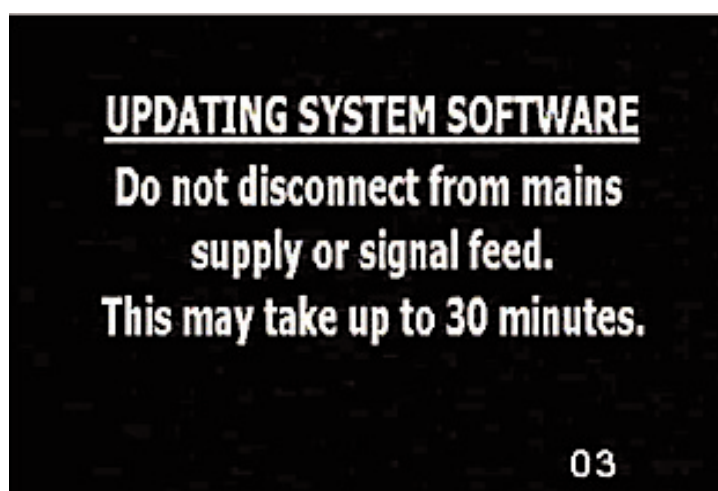 UPDATING SYSTEM SOFTWARE
Do not disconnect from mains
supply or signal feed.
This may take up to 30 minutes.
03